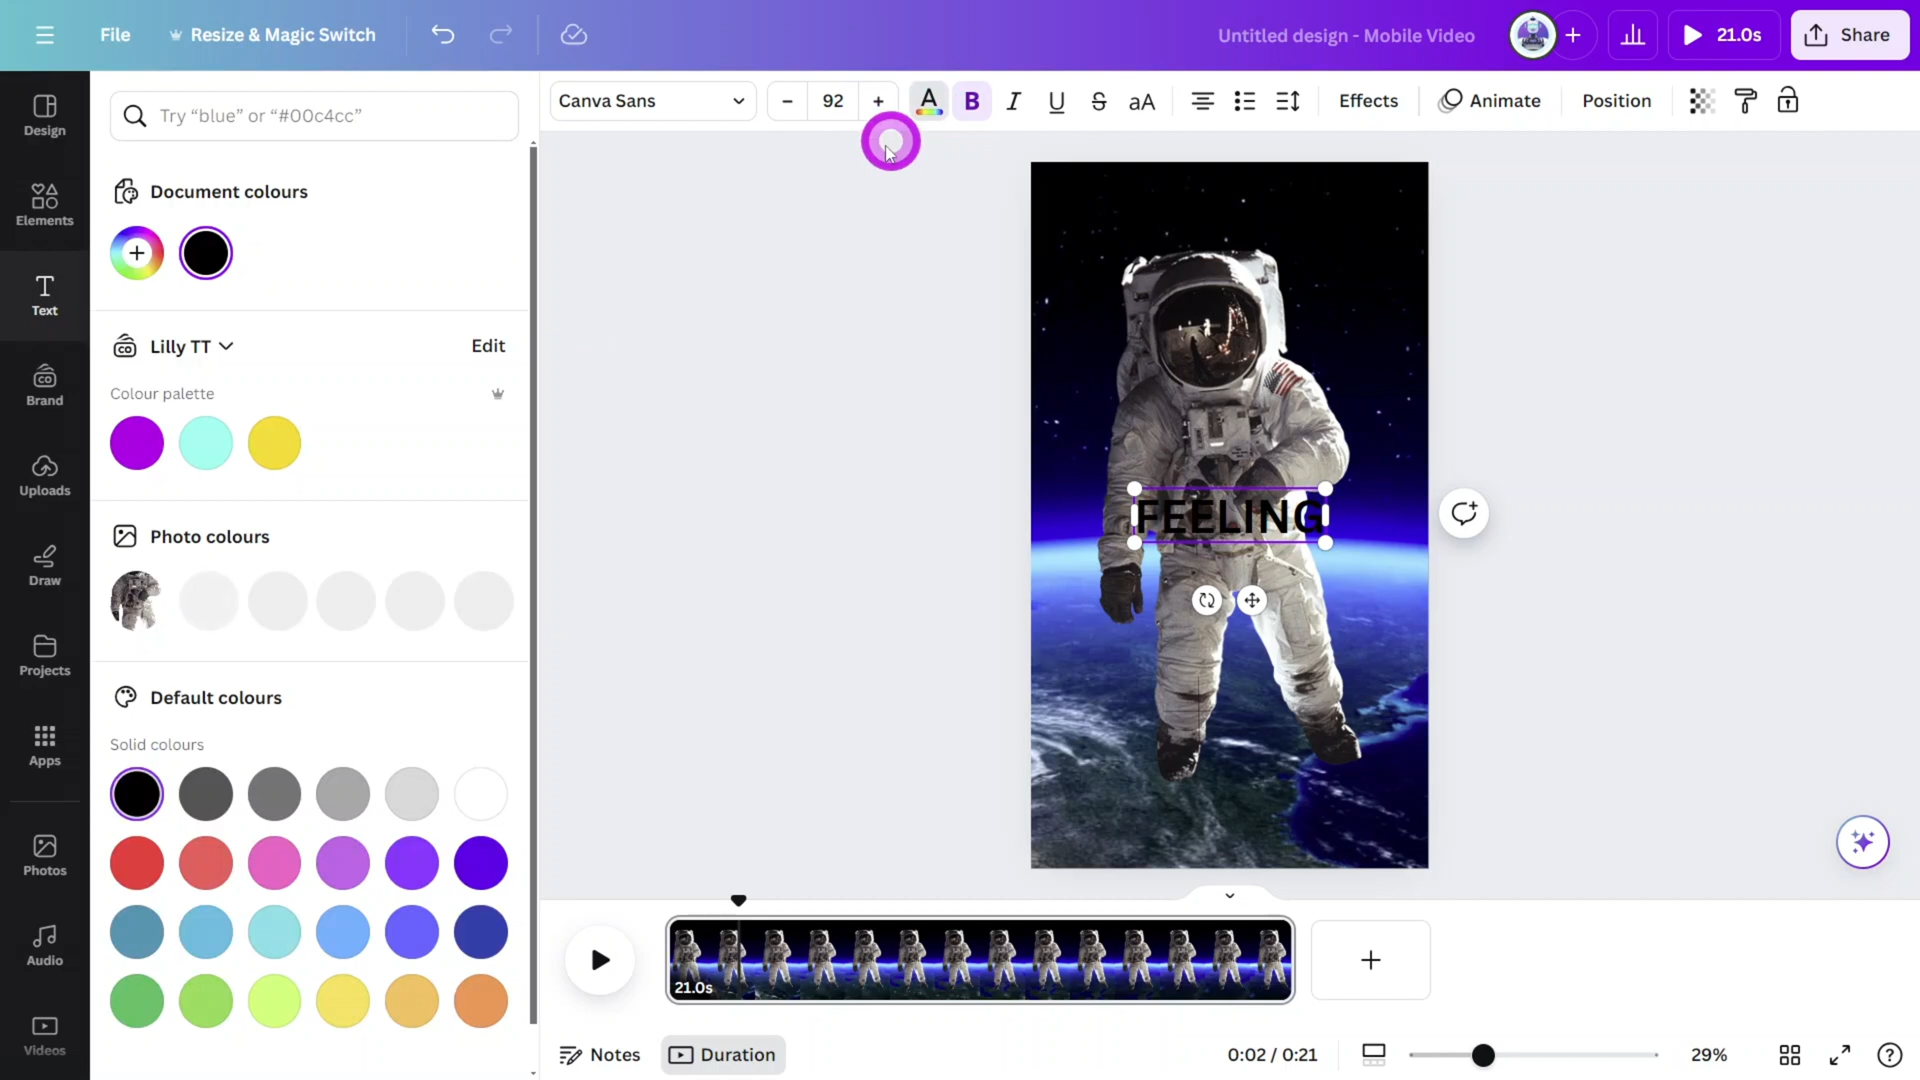 File
Resize & Magic Switch
Untitled design - Mobile Video
21.0s
Share
Design
Elements
Text
Brand
Uploads
Draw
Projects
Apps
Photos
Audio
Videos
Try “blue” or “#00c4cc”
Document colours
Lilly TT
Edit
Colour palette
Photo colours
Default colours
Solid colours
Canva Sans
92
A
B
I
U
S
aA
Effects
Animate
Position
FEELING
21.0s
Notes
Duration
0:02 / 0:21
29%